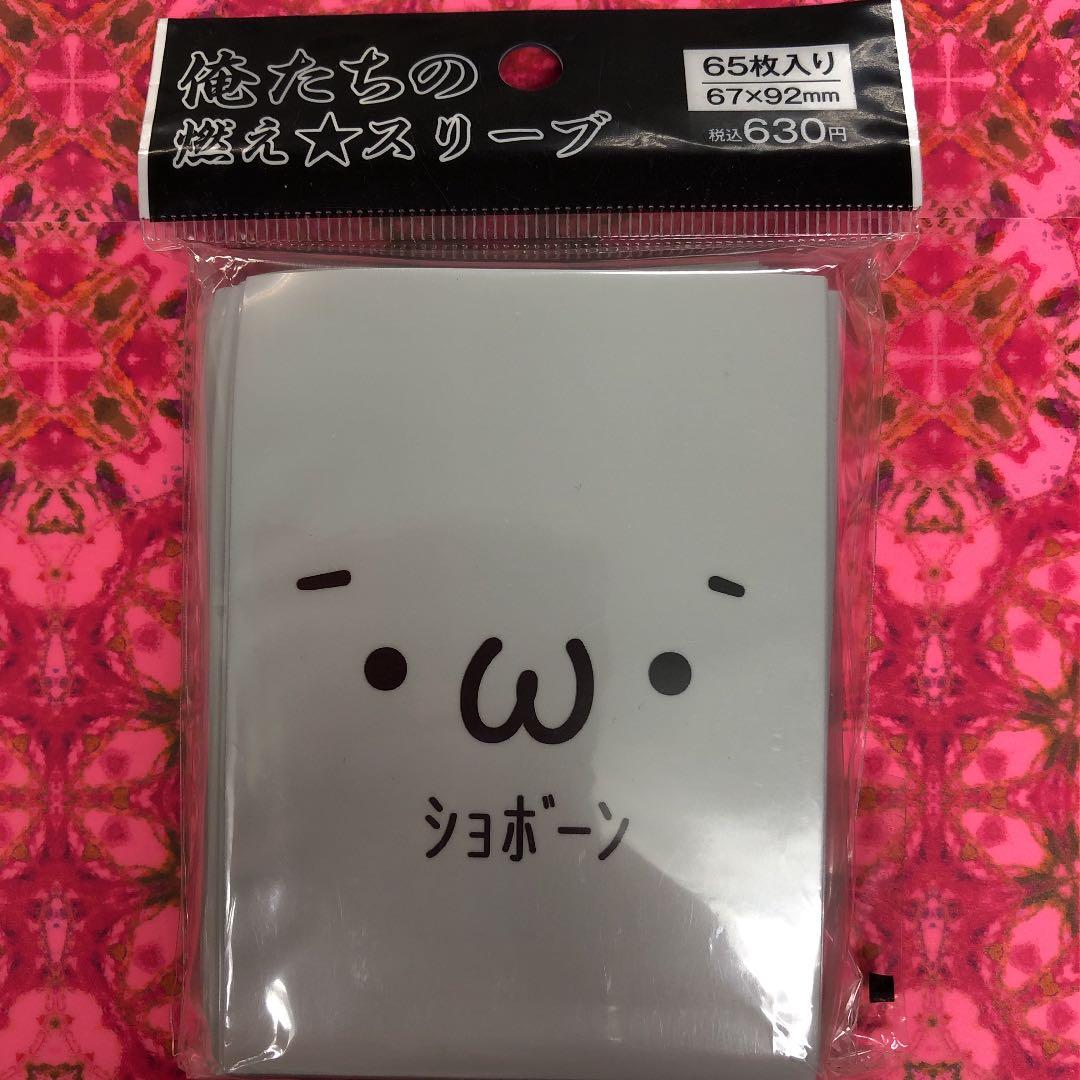 俺たちの
燃え☆スリーブ
65枚入り
67×92mm
税込630円
・ω・
ショボーン